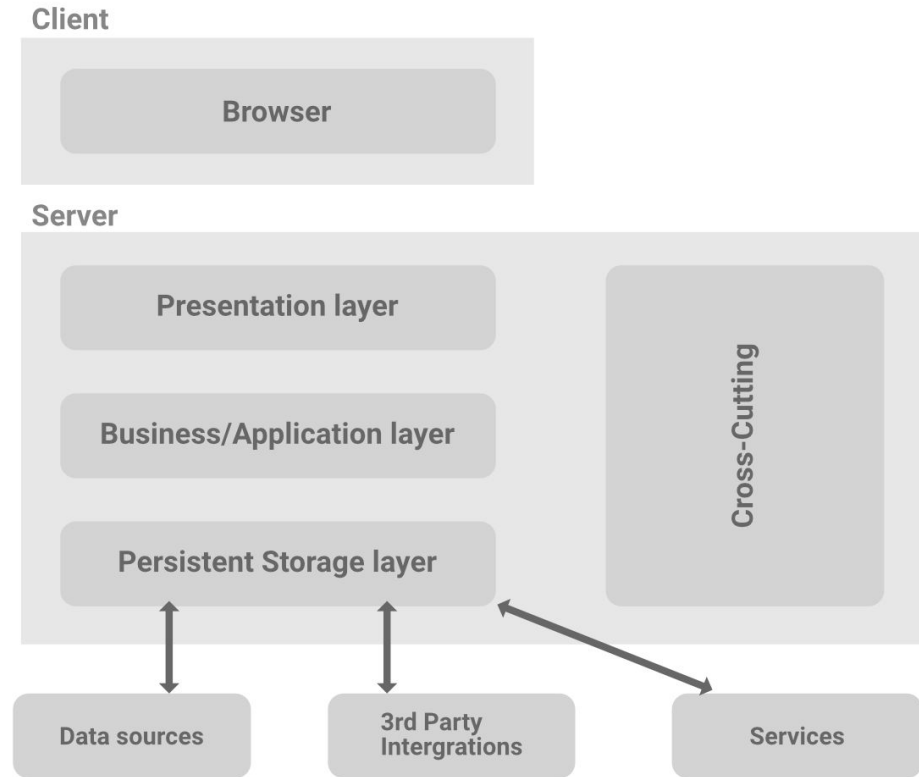 Client
Browser
Server
Presentation layer
Business/Application layer
Persistent Storage layer
Cross-Cutting
Data sources
3rd Party
Intergrations
Services